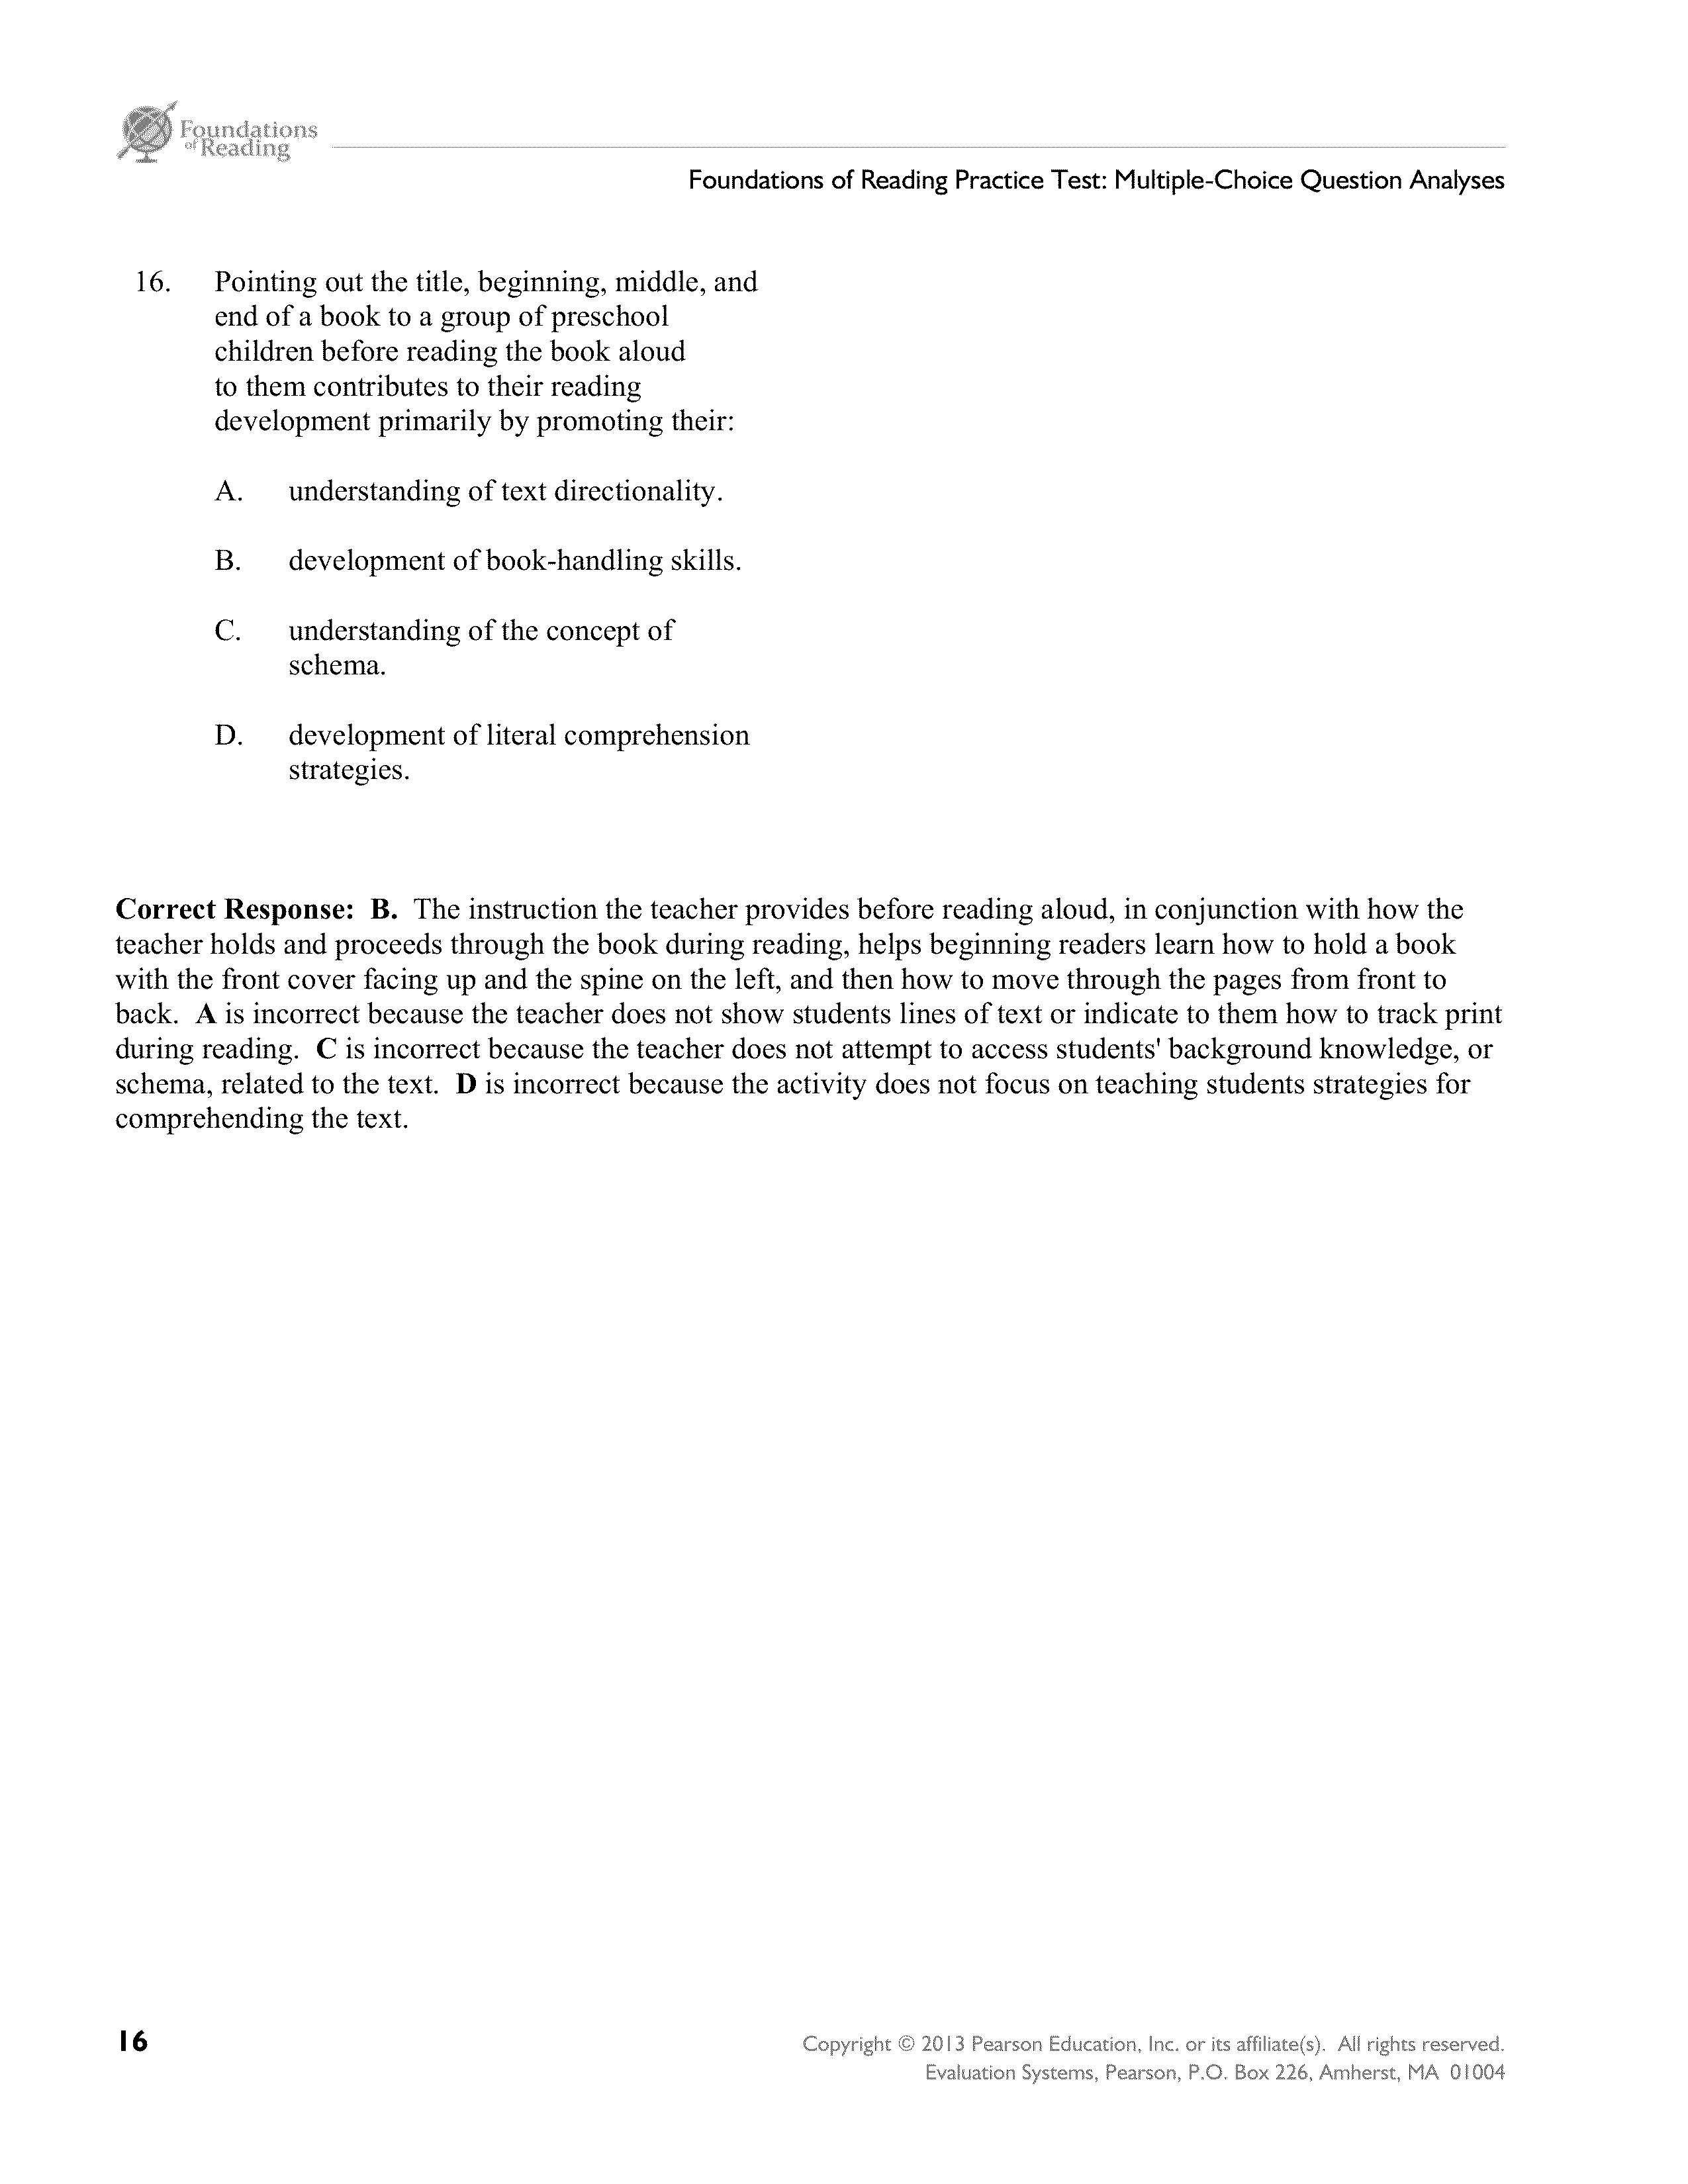 Foundations
of Reading
Foundations of Reading Practice Test: Multiple-Choice Question Analyses
16. Pointing out the title, beginning, middle, and
end of a book to a group of preschool
children before reading the book aloud
to them contributes to their reading
development primarily by promoting their:
A. understanding of text directionality.
B. development of book-handling skills.
C. understanding of the concept of
schema.
D. development of literal comprehension
strategies.
Correct Response: B. The instruction the teacher provides before reading aloud, in conjunction with how the
teacher holds and proceeds through the book during reading, helps beginning readers learn how to hold a book
with the front cover facing up and the spine on the left, and then how to move through the pages from front to
back. A is incorrect because the teacher does not show students lines of text or indicate to them how to track print
during reading. C is incorrect because the teacher does not attempt to access students' background knowledge, or
schema, related to the text. D is incorrect because the activity does not focus on teaching students strategies for
comprehending the text.
16
Copyright © 2013 Pearson Education, Inc. or its affiliate(s). All rights reserved.
Evaluation Systems, Pearson, P.O. Box 226, Amherst, MA 01004